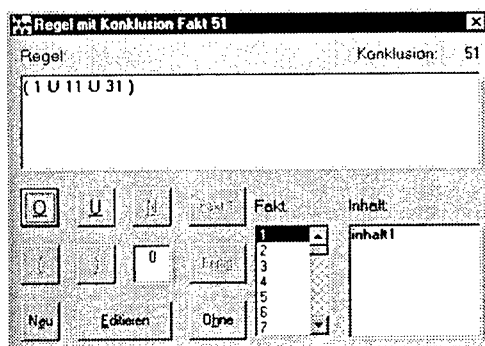 Regel mit Konklusion Fakt 51
Regel: Konklusion: 51
( 1 U 11 U 31 )
O U N Fakt ? Fakt: Inhalt:
1 inhalt1
2
( ) 0
3
4
5
Neu Editieren Ohne
6
7